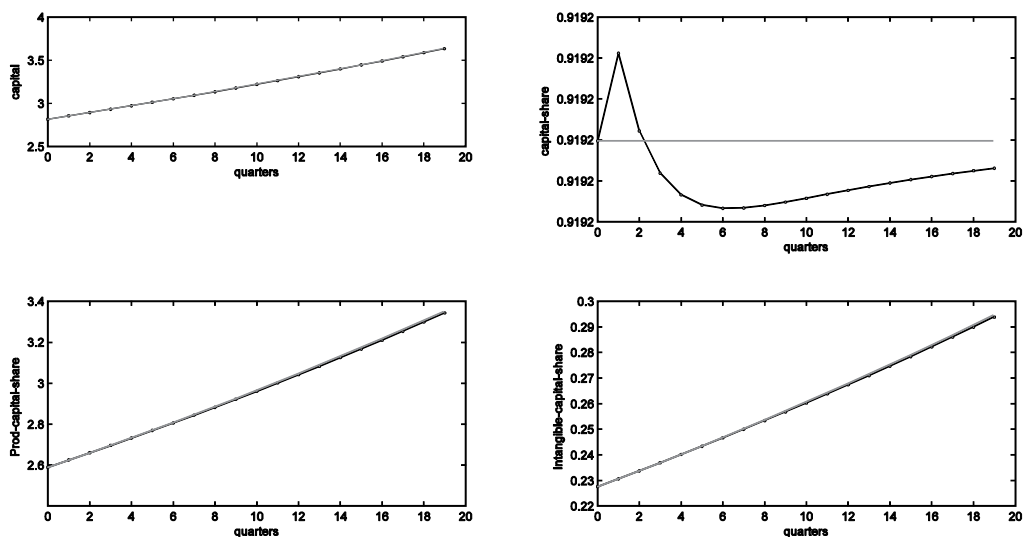 4
3.5
3
2.5
capital
0 2 4 6 8 10 12 14 16 18 20
quarters
0.9192
0.9192
0.9192
0.9192
0.9192
0.9192
capital-share
0 2 4 6 8 10 12 14 16 18 20
quarters
3.4
3.2
3
2.8
2.6
Prod-capital-share
0 2 4 6 8 10 12 14 16 18 20
quarters
0.3
0.29
0.28
0.27
0.26
0.25
0.24
0.23
0.22
Intangible-capital-share
0 2 4 6 8 10 12 14 16 18 20
quarters